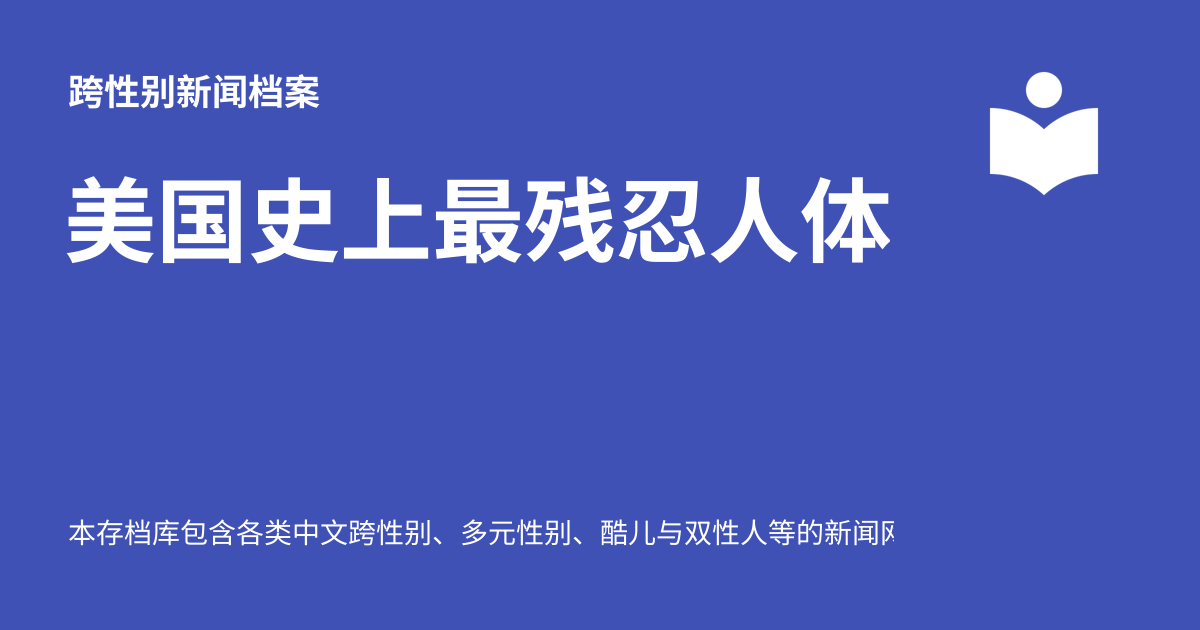 跨性别新闻档案
美国史上最残忍人体
本存档库包含各类中文跨性别、多元性别、酷儿与双性人等的新闻